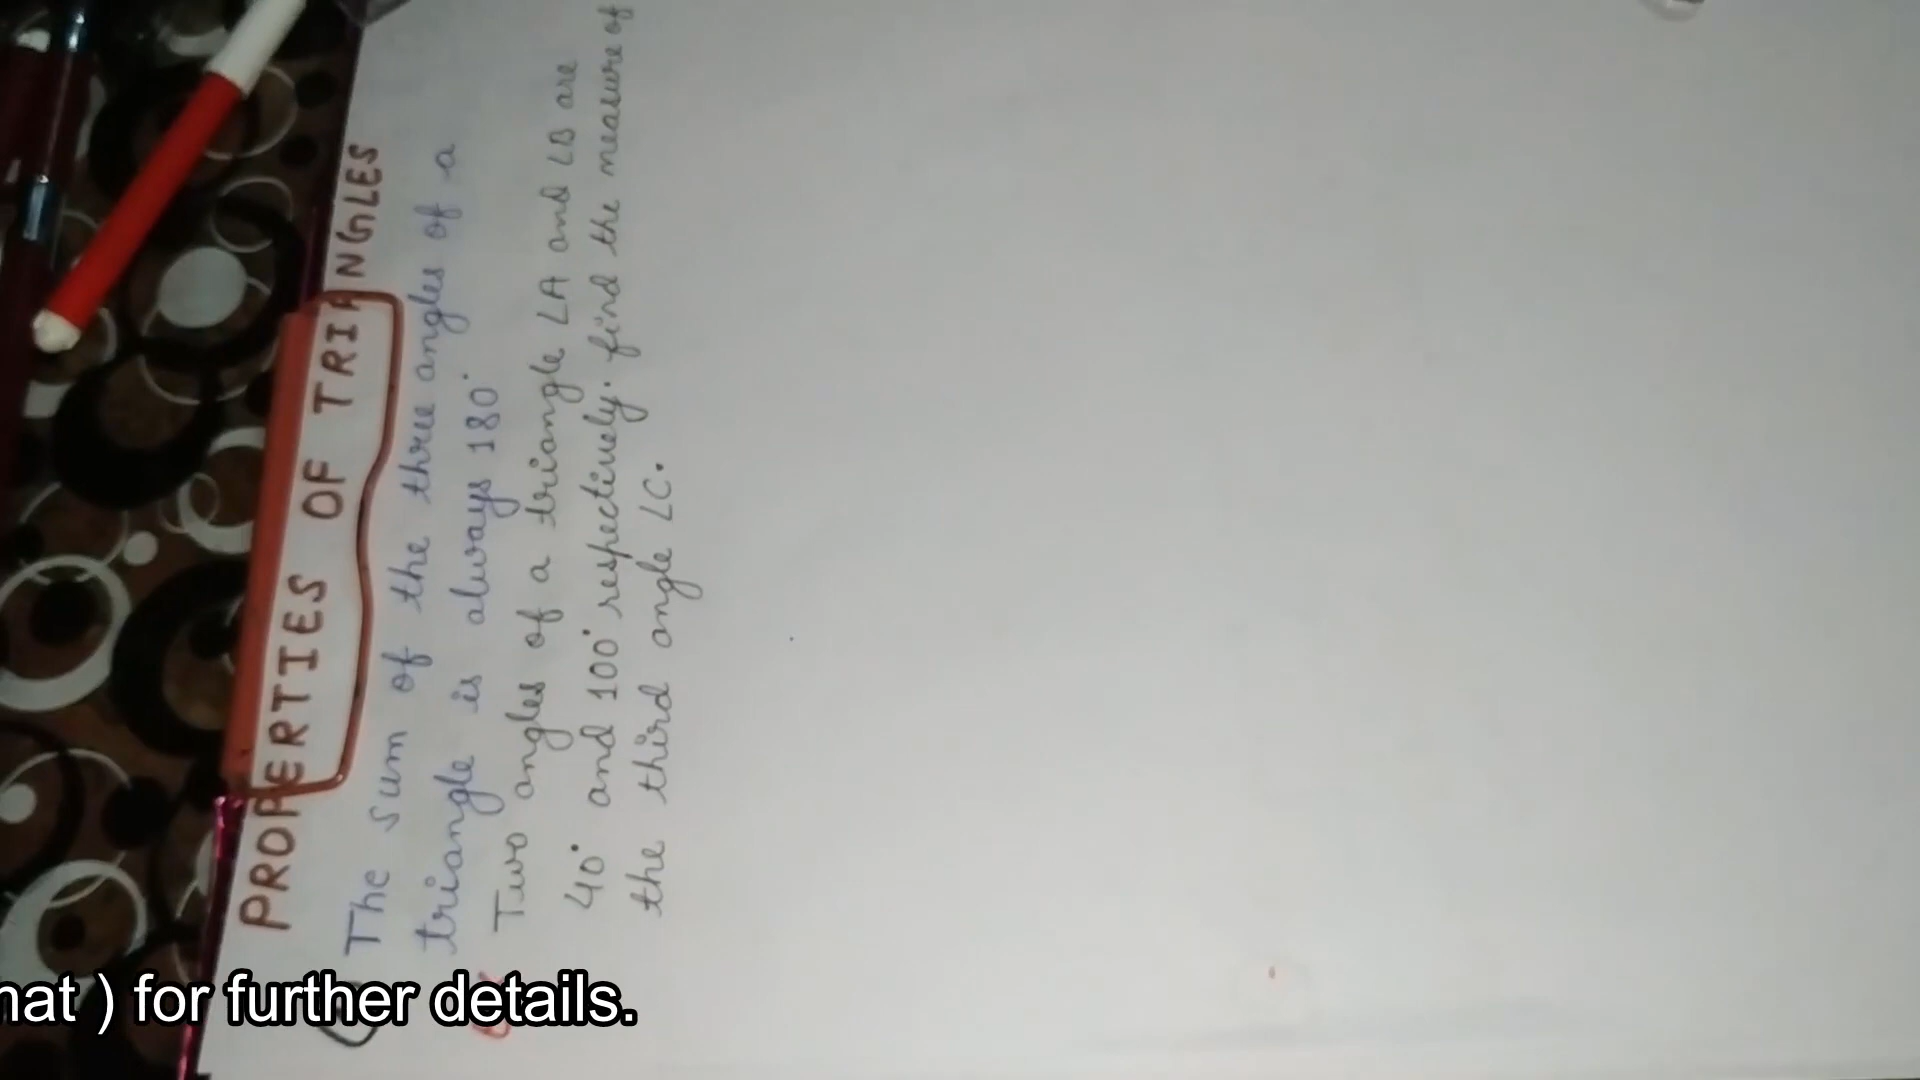 PROPERTIES OF TRIANGLES
The sum of the three angles of a
triangle is always 180°
Two angles of a triangle ∠A and ∠B are
40° and 100° respectively. find the measure of
the third angle ∠C.
) for further details.